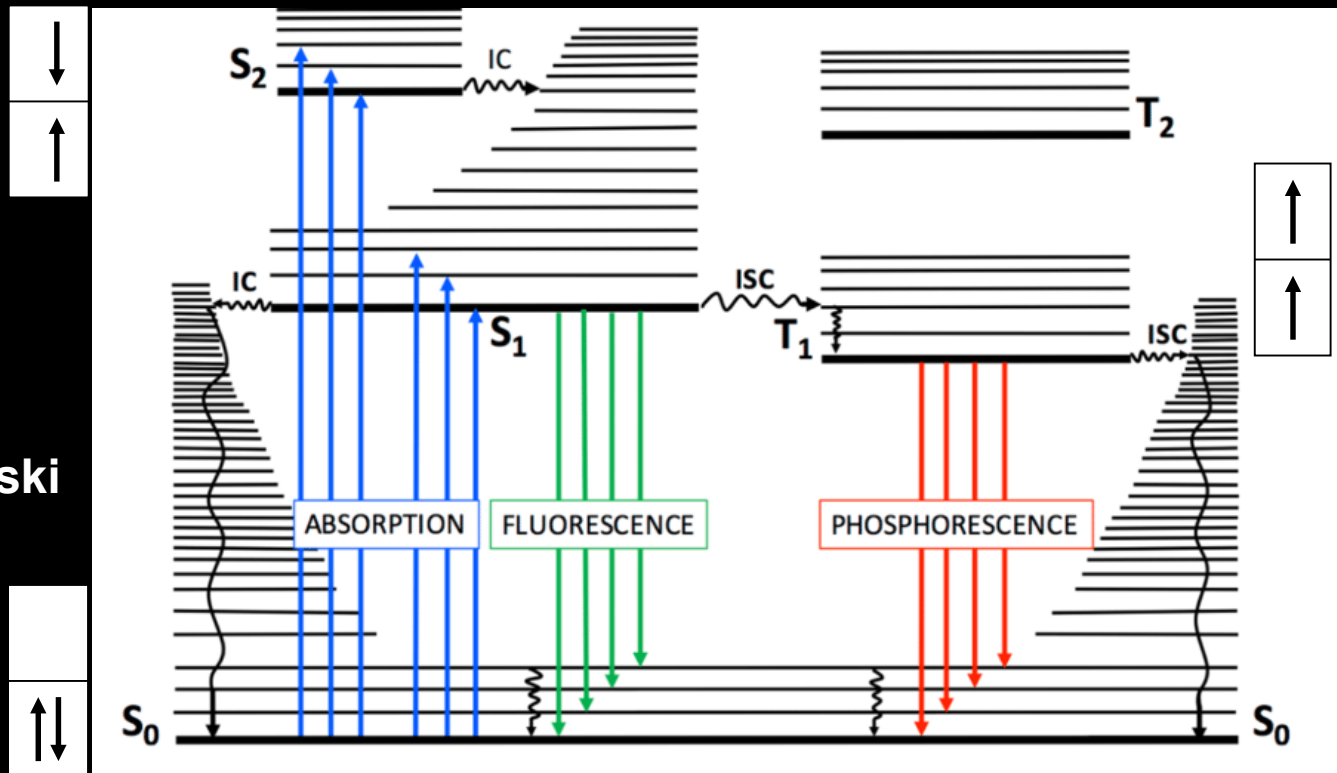 S2
IC
T2
IC
ISC
S1
T1
ISC
ski
ABSORPTION
FLUORESCENCE
PHOSPHORESCENCE
S0
S0